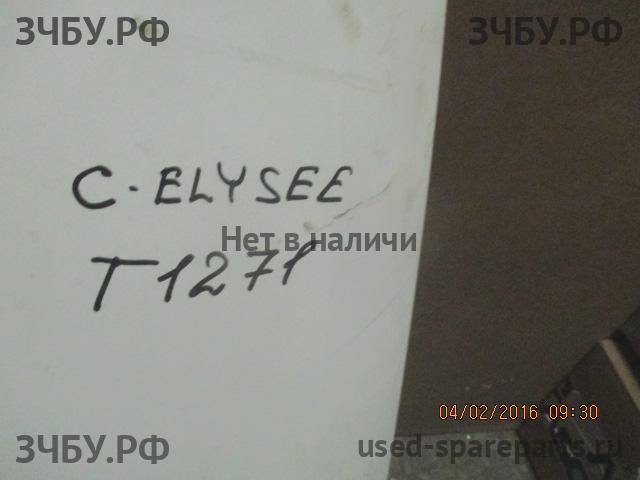 ЗЧБУ.РФ ЗЧБУ.РФ
C-ELYSEE
Нет в наличи
T1271
04/02/2016 09:30
ЗЧБУ.РФ used-spareparts.ru